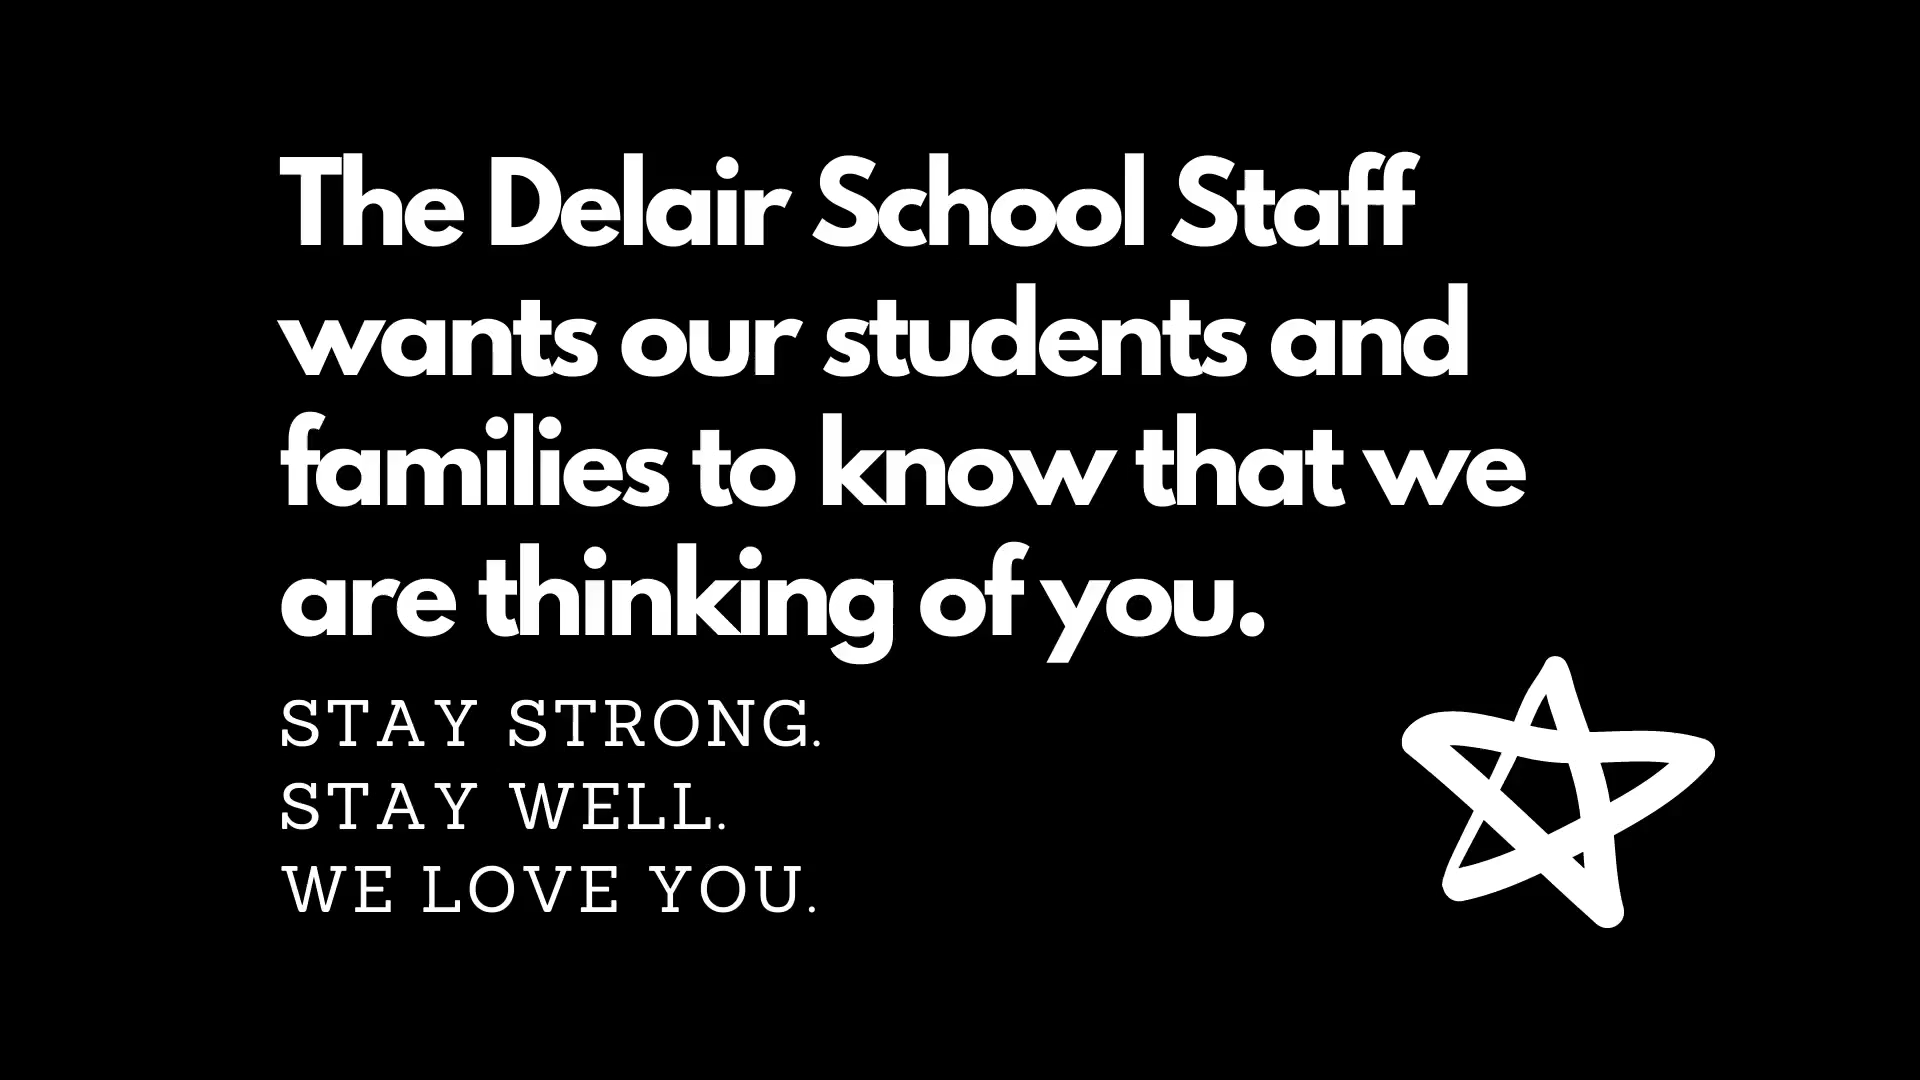 The Delair School Staff
wants our students and
families to know that we
are thinking of you.
STAY STRONG.
STAY WELL.
WE LOVE YOU.